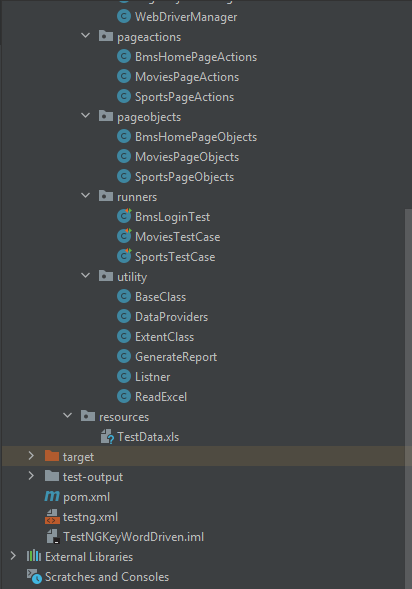 WebDriverManager
pageactions
BmsHomePageActions
MoviesPageActions
SportsPageActions
pageobjects
BmsHomePageObjects
MoviesPageObjects
SportsPageObjects
runners
BmsLoginTest
MoviesTestCase
SportsTestCase
utility
BaseClass
DataProviders
ExtentClass
GenerateReport
Listner
ReadExcel
resources
TestData.xls
target
test-output
pom.xml
testng.xml
TestNGKeyWordDriven.iml
External Libraries
Scratches and Consoles